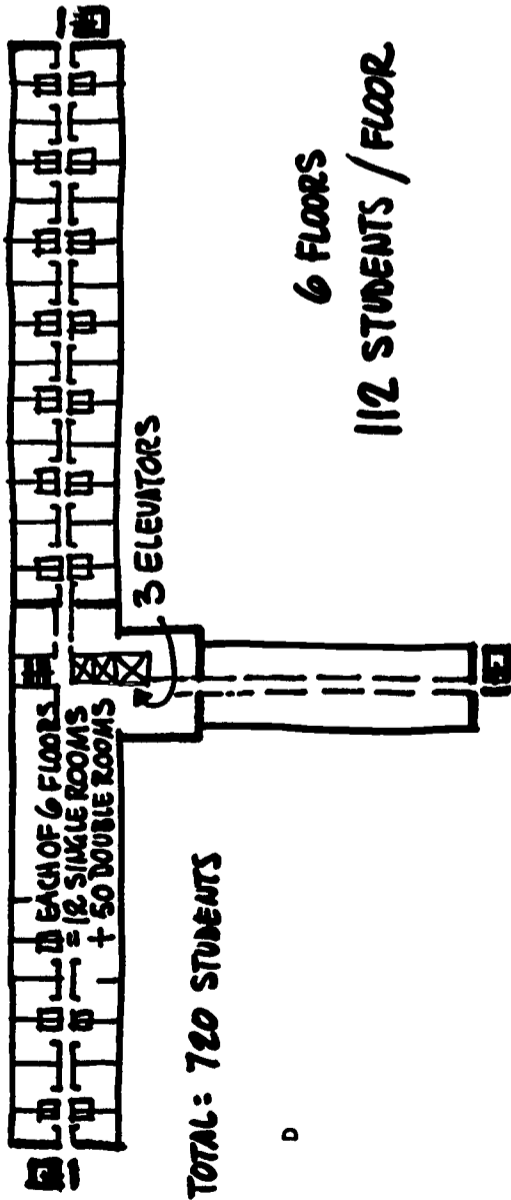 EACH OF 6 FLOORS
= 12 SINGLE ROOMS
+ 50 DOUBLE ROOMS
3 ELEVATORS
TOTAL = 720 STUDENTS
6 FLOORS
112 STUDENTS / FLOOR
D